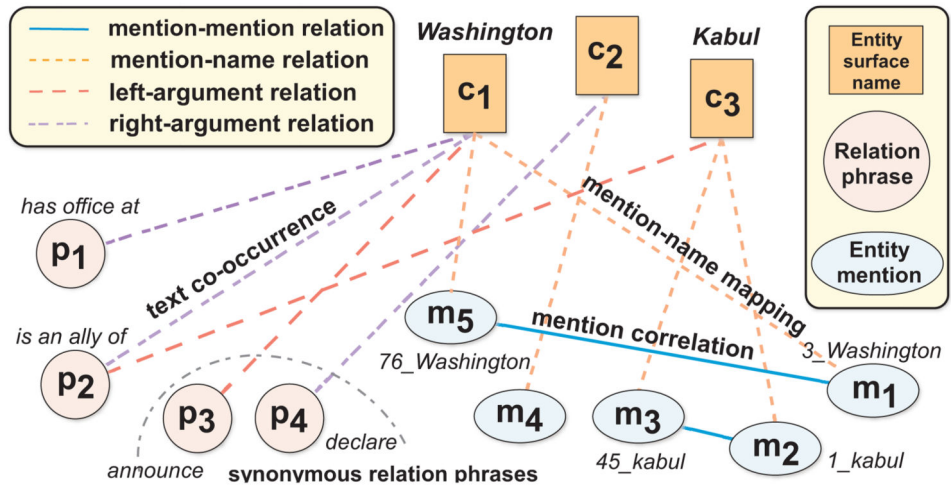 mention-mention relation
mention-name relation
left-argument relation
right-argument relation
Washington
Kabul
c1
c2
c3
Entity
surface
name
Relation
phrase
Entity
mention
has office at
p1
text co-occurrence
mention-name mapping
is an ally of
p2
m5
mention correlation
76_Washington
3_Washington
m1
p3
p4
announce
declare
synonymous relation phrases
m4
m3
45_kabul
m2
1_kabul